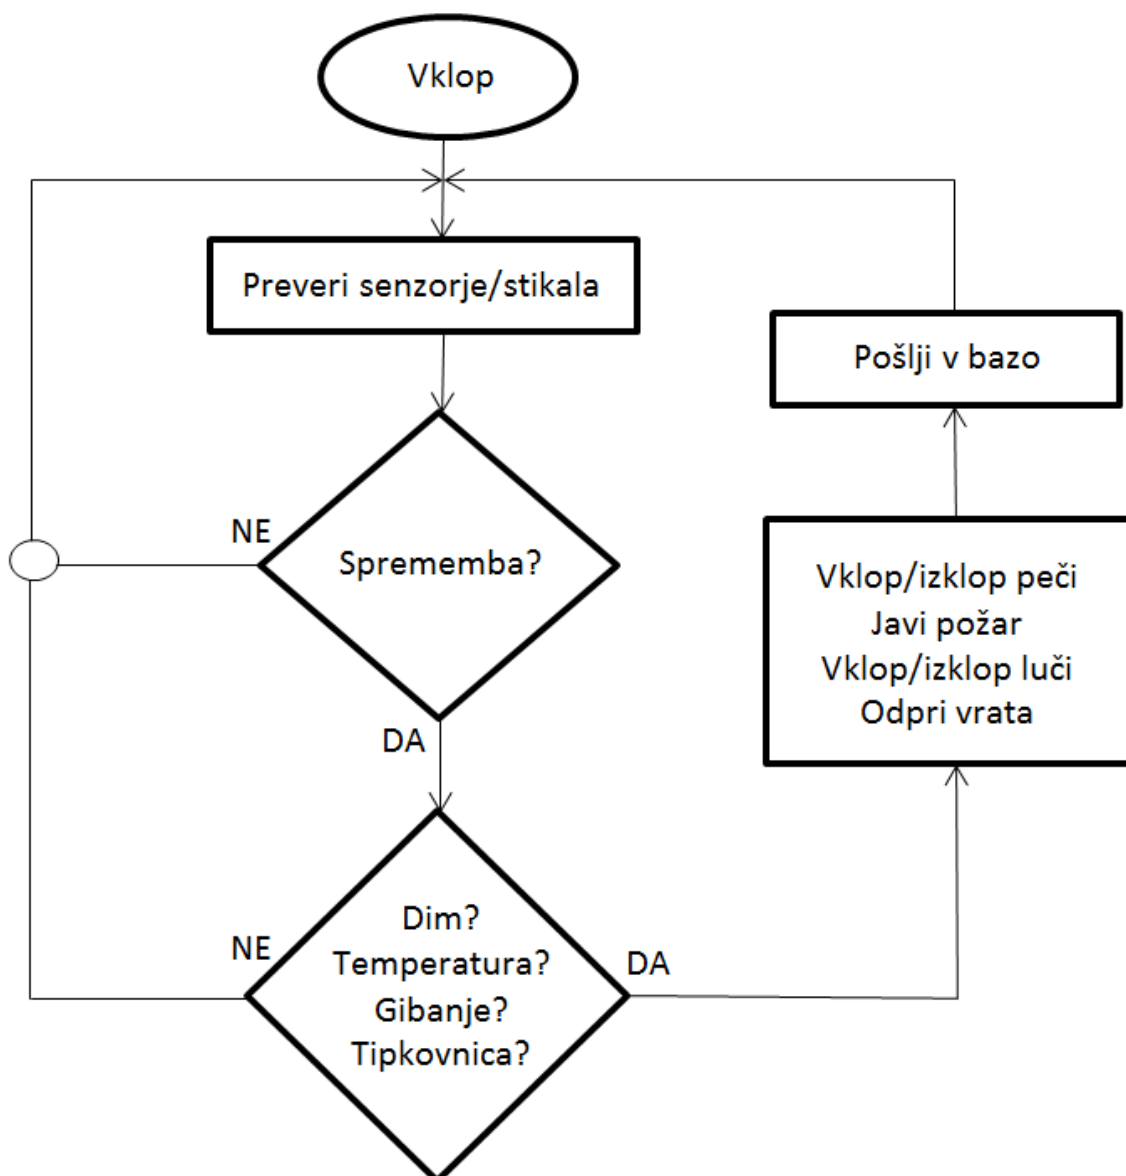 Vklop
Preveri senzorje/stikala
Pošlji v bazo
NE
Sprememba?
Vklop/izklop peči
Javi požar
Vklop/izklop luči
Odpri vrata
DA
Dim?
NE
Temperatura?
DA
Gibanje?
Tipkovnica?